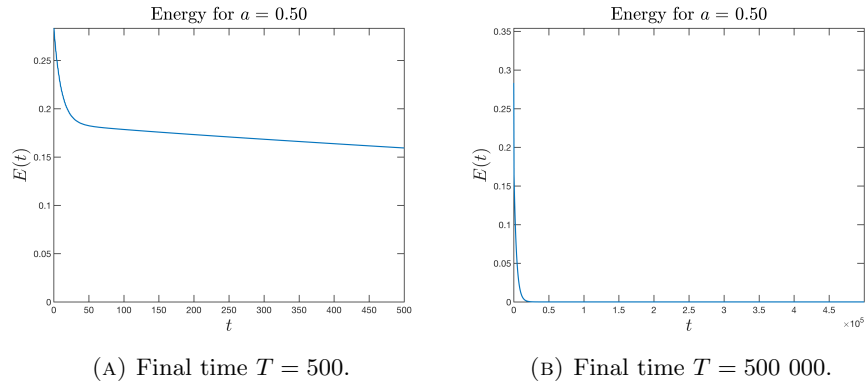 Energy for a = 0.50
0.25
0.2
0.15
0.1
0.05
0
E(t)
0 50 100 150 200 250 300 350 400 450 500
t
(A) Final time T = 500.
Energy for a = 0.50
0.35
0.3
0.25
0.2
0.15
0.1
0.05
0
E(t)
0 0.5 1 1.5 2 2.5 3 3.5 4 4.5
×10⁵
t
(B) Final time T = 500 000.